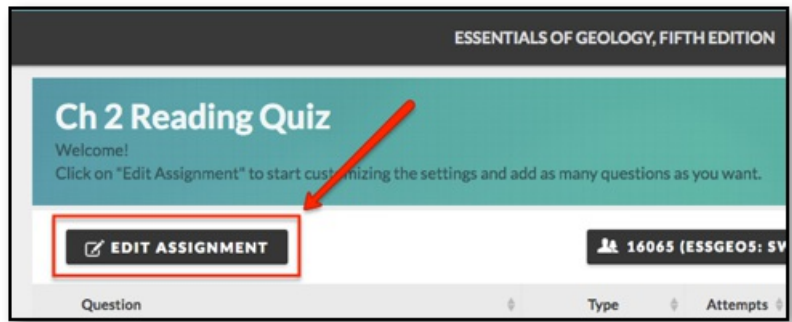 ESSENTIALS OF GEOLOGY, FIFTH EDITION
Ch 2 Reading Quiz
Welcome!
Click on "Edit Assignment" to start customizing the settings and add as many questions as you want.
EDIT ASSIGNMENT
16065 (ESSGEO5: SW
Question Type Attempts